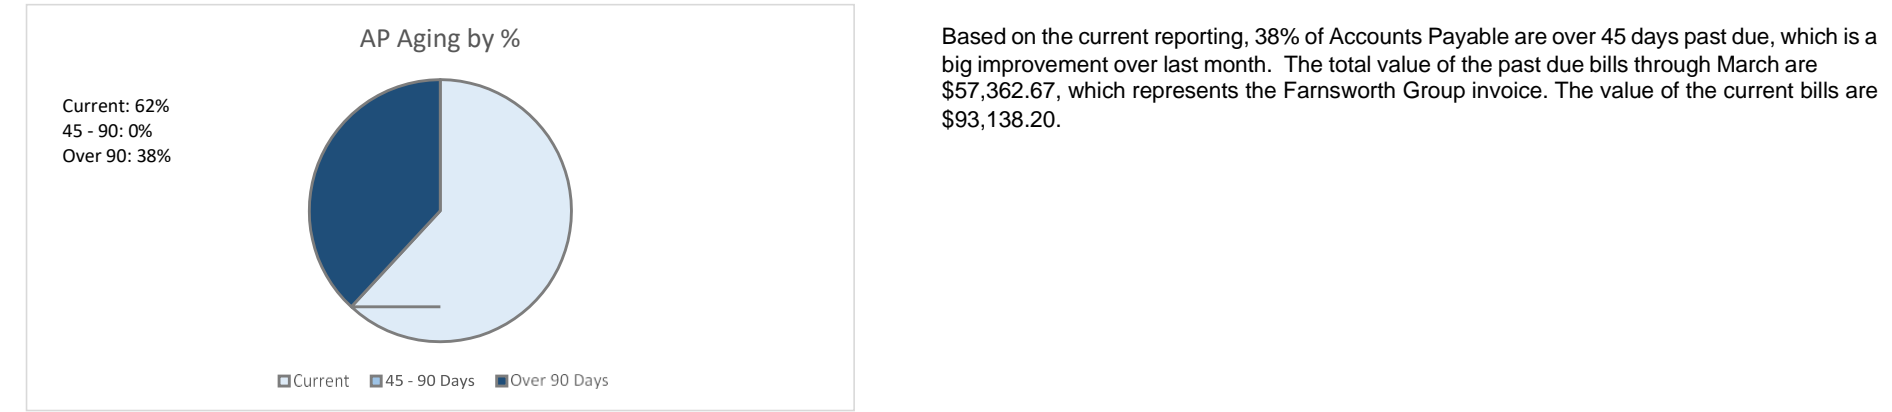 AP Aging by %
Current: 62%
45 - 90: 0%
Over 90: 38%
Current 45 - 90 Days Over 90 Days
Based on the current reporting, 38% of Accounts Payable are over 45 days past due, which is a
big improvement over last month.  The total value of the past due bills through March are
$57,362.67, which represents the Farnsworth Group invoice. The value of the current bills are
$93,138.20.